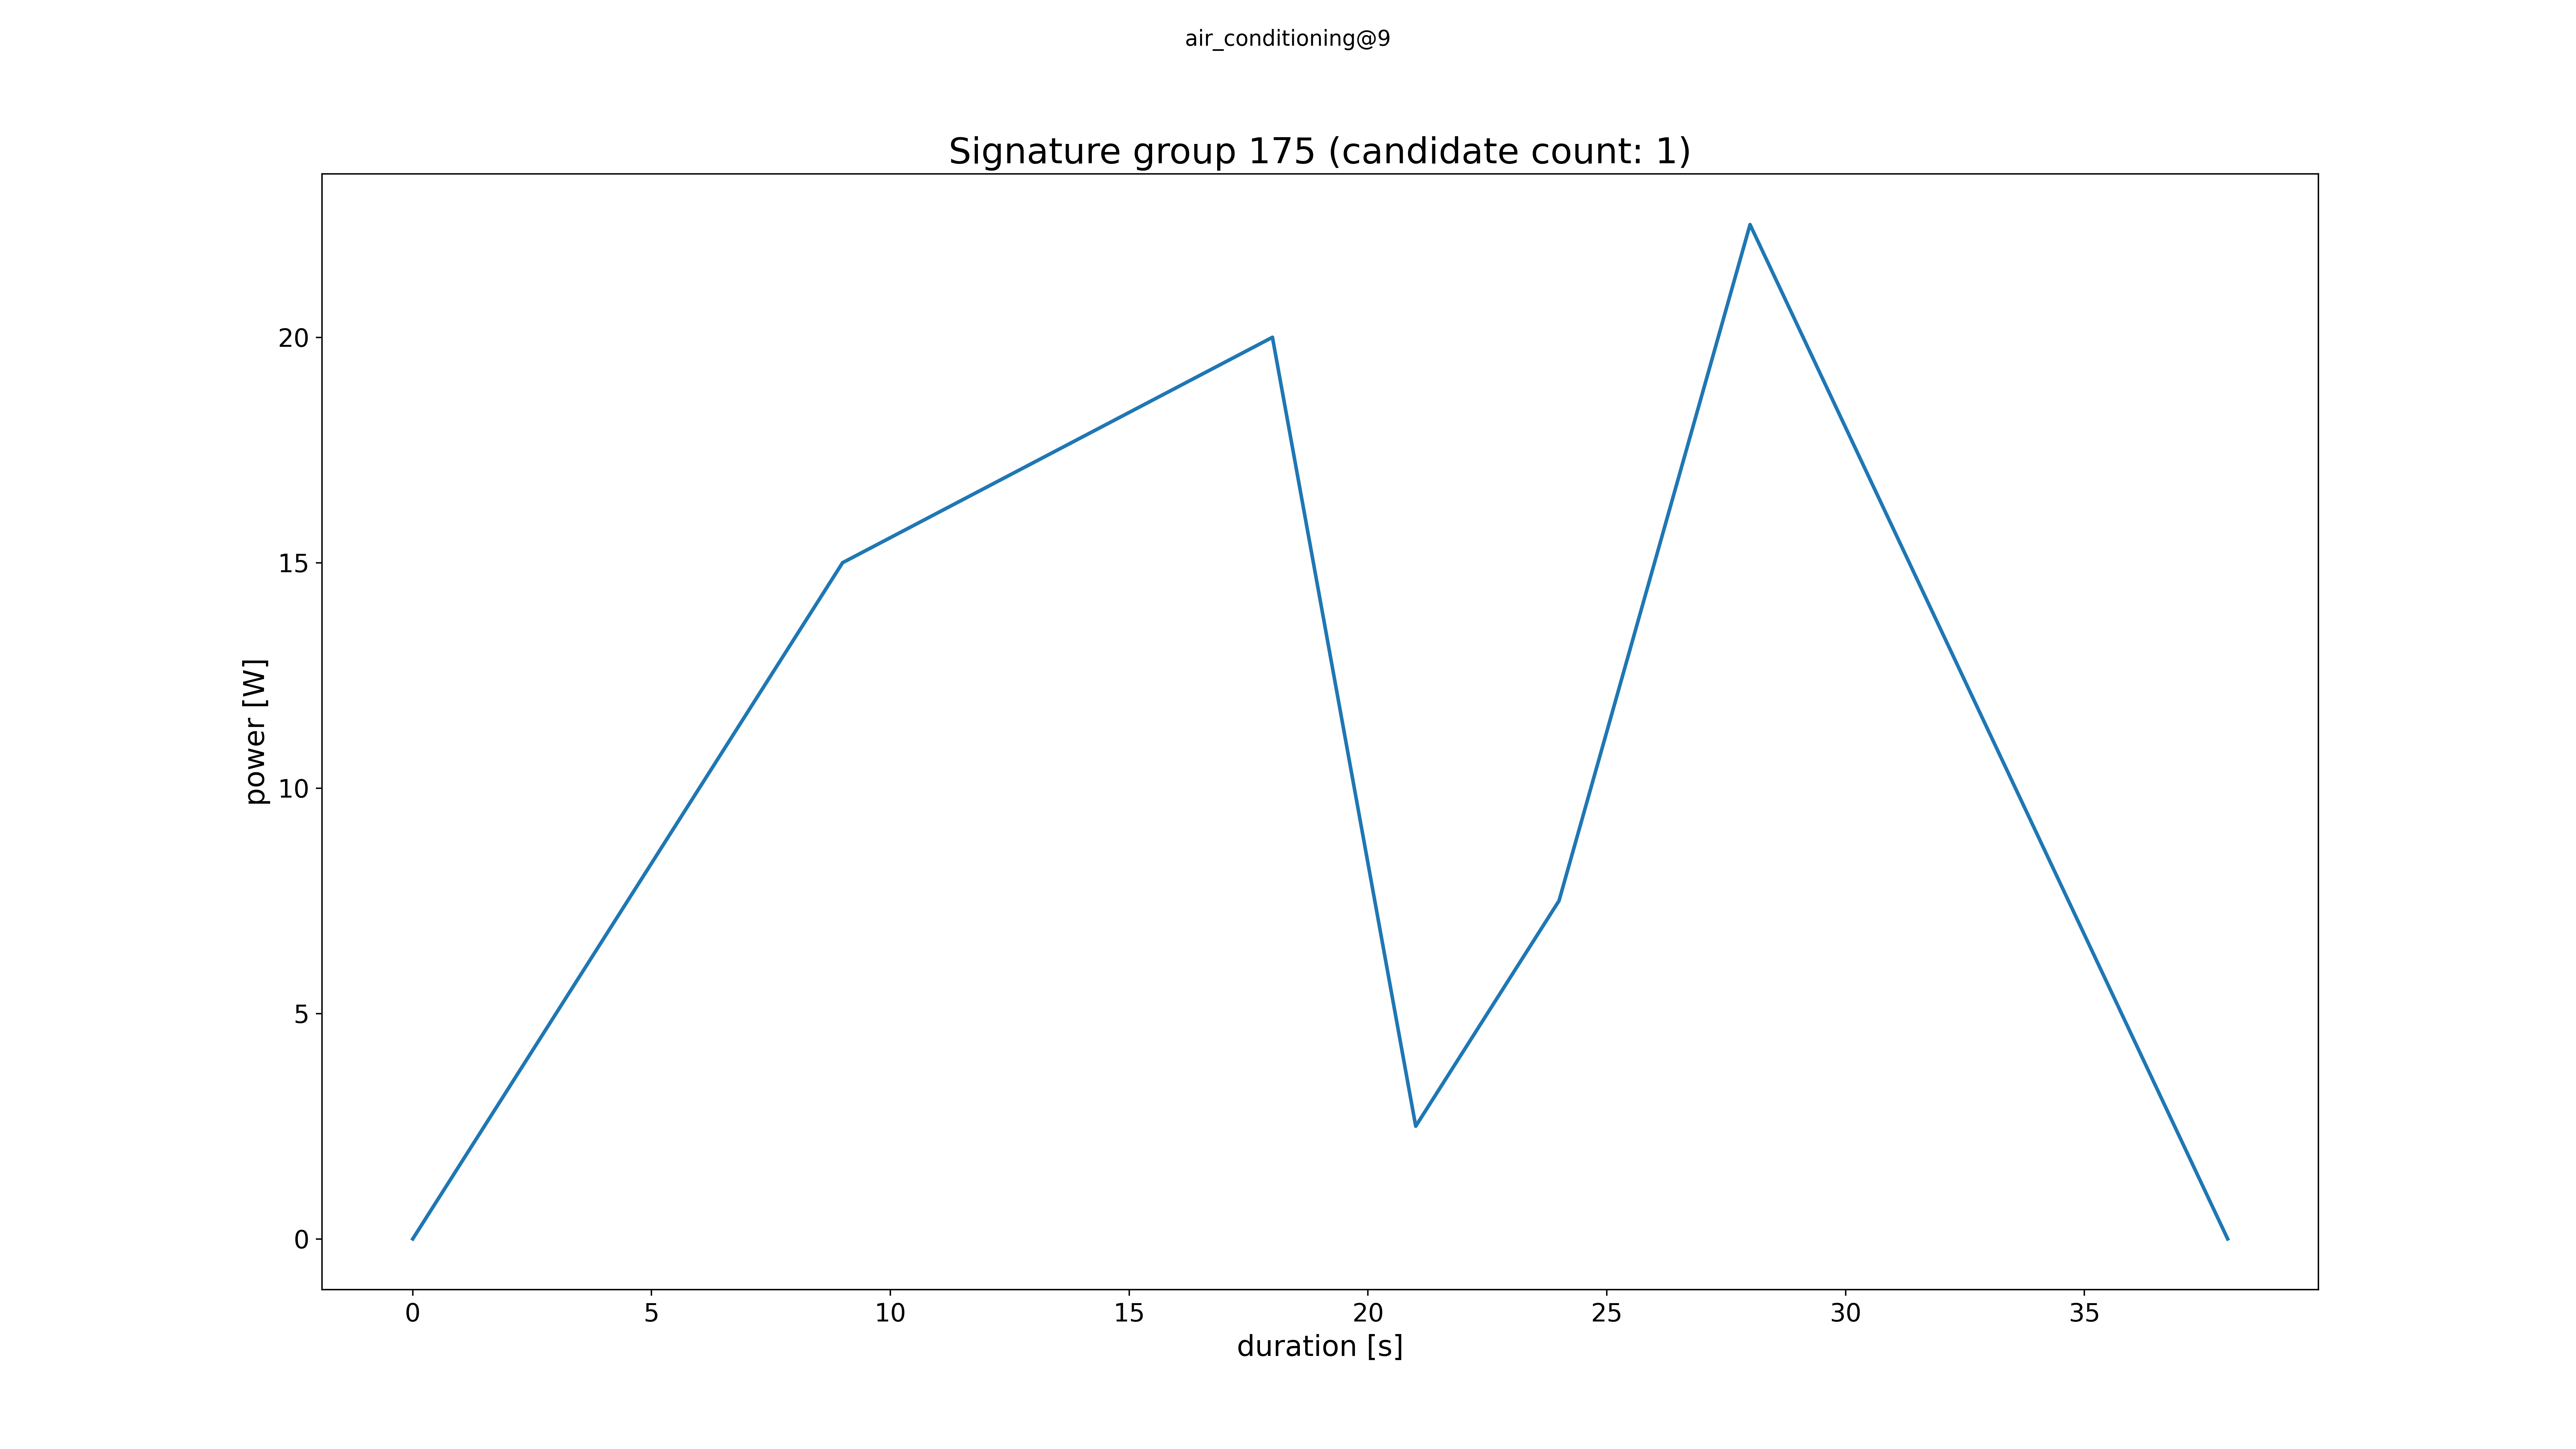 air_conditioning@9
Signature group 175 (candidate count: 1)
power [W]
20
15
10
5
0
0 5 10 15 20 25 30 35
duration [s]